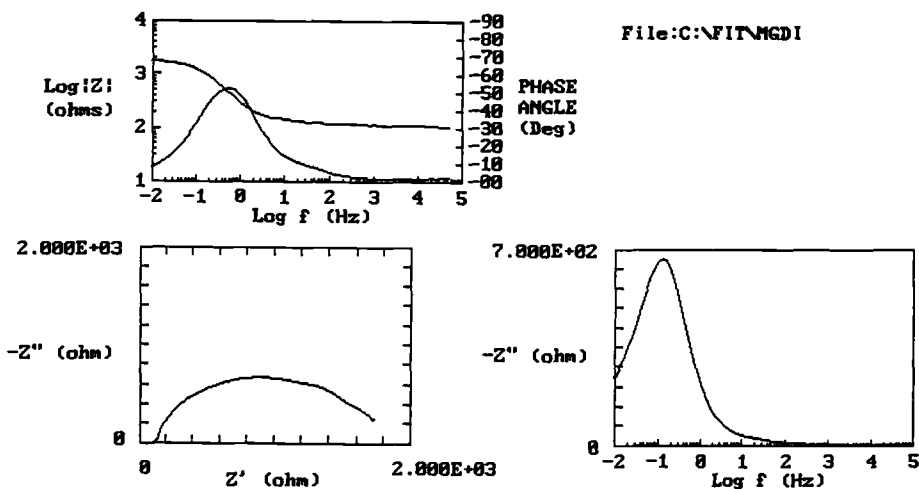 File:C:\FIT\MGDI
Log|Z|
(ohms)
4
3
2
1
-90
-80
-70
-60
-50
-40
-30
-20
-10
-00
PHASE
ANGLE
(Deg)
-2 -1 0 1 2 3 4 5
Log f (Hz)
2.000E+03
-Z" (ohm)
0
0 2.000E+03
Z' (ohm)
7.000E+02
-Z" (ohm)
0
-2 -1 0 1 2 3 4 5
Log f (Hz)